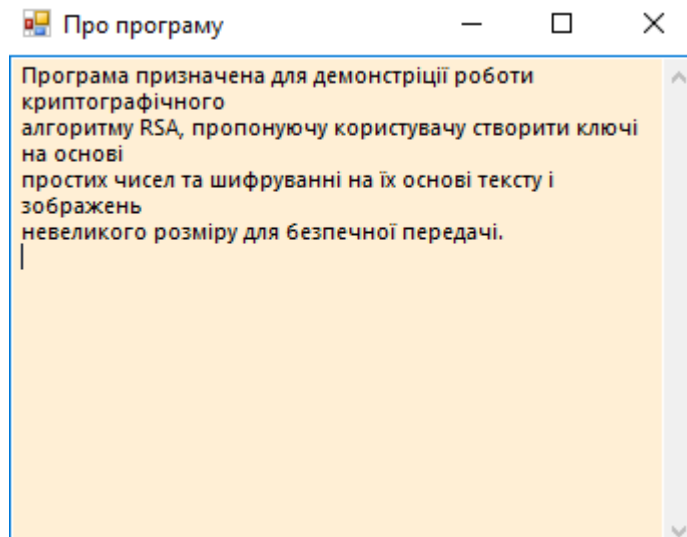 Про програму
Програма призначена для демонстріції роботи
криптографічного
алгоритму RSA, пропонуючу користувачу створити ключі
на основі
простих чисел та шифруванні на їх основі тексту і
зображень
невеликого розміру для безпечної передачі.